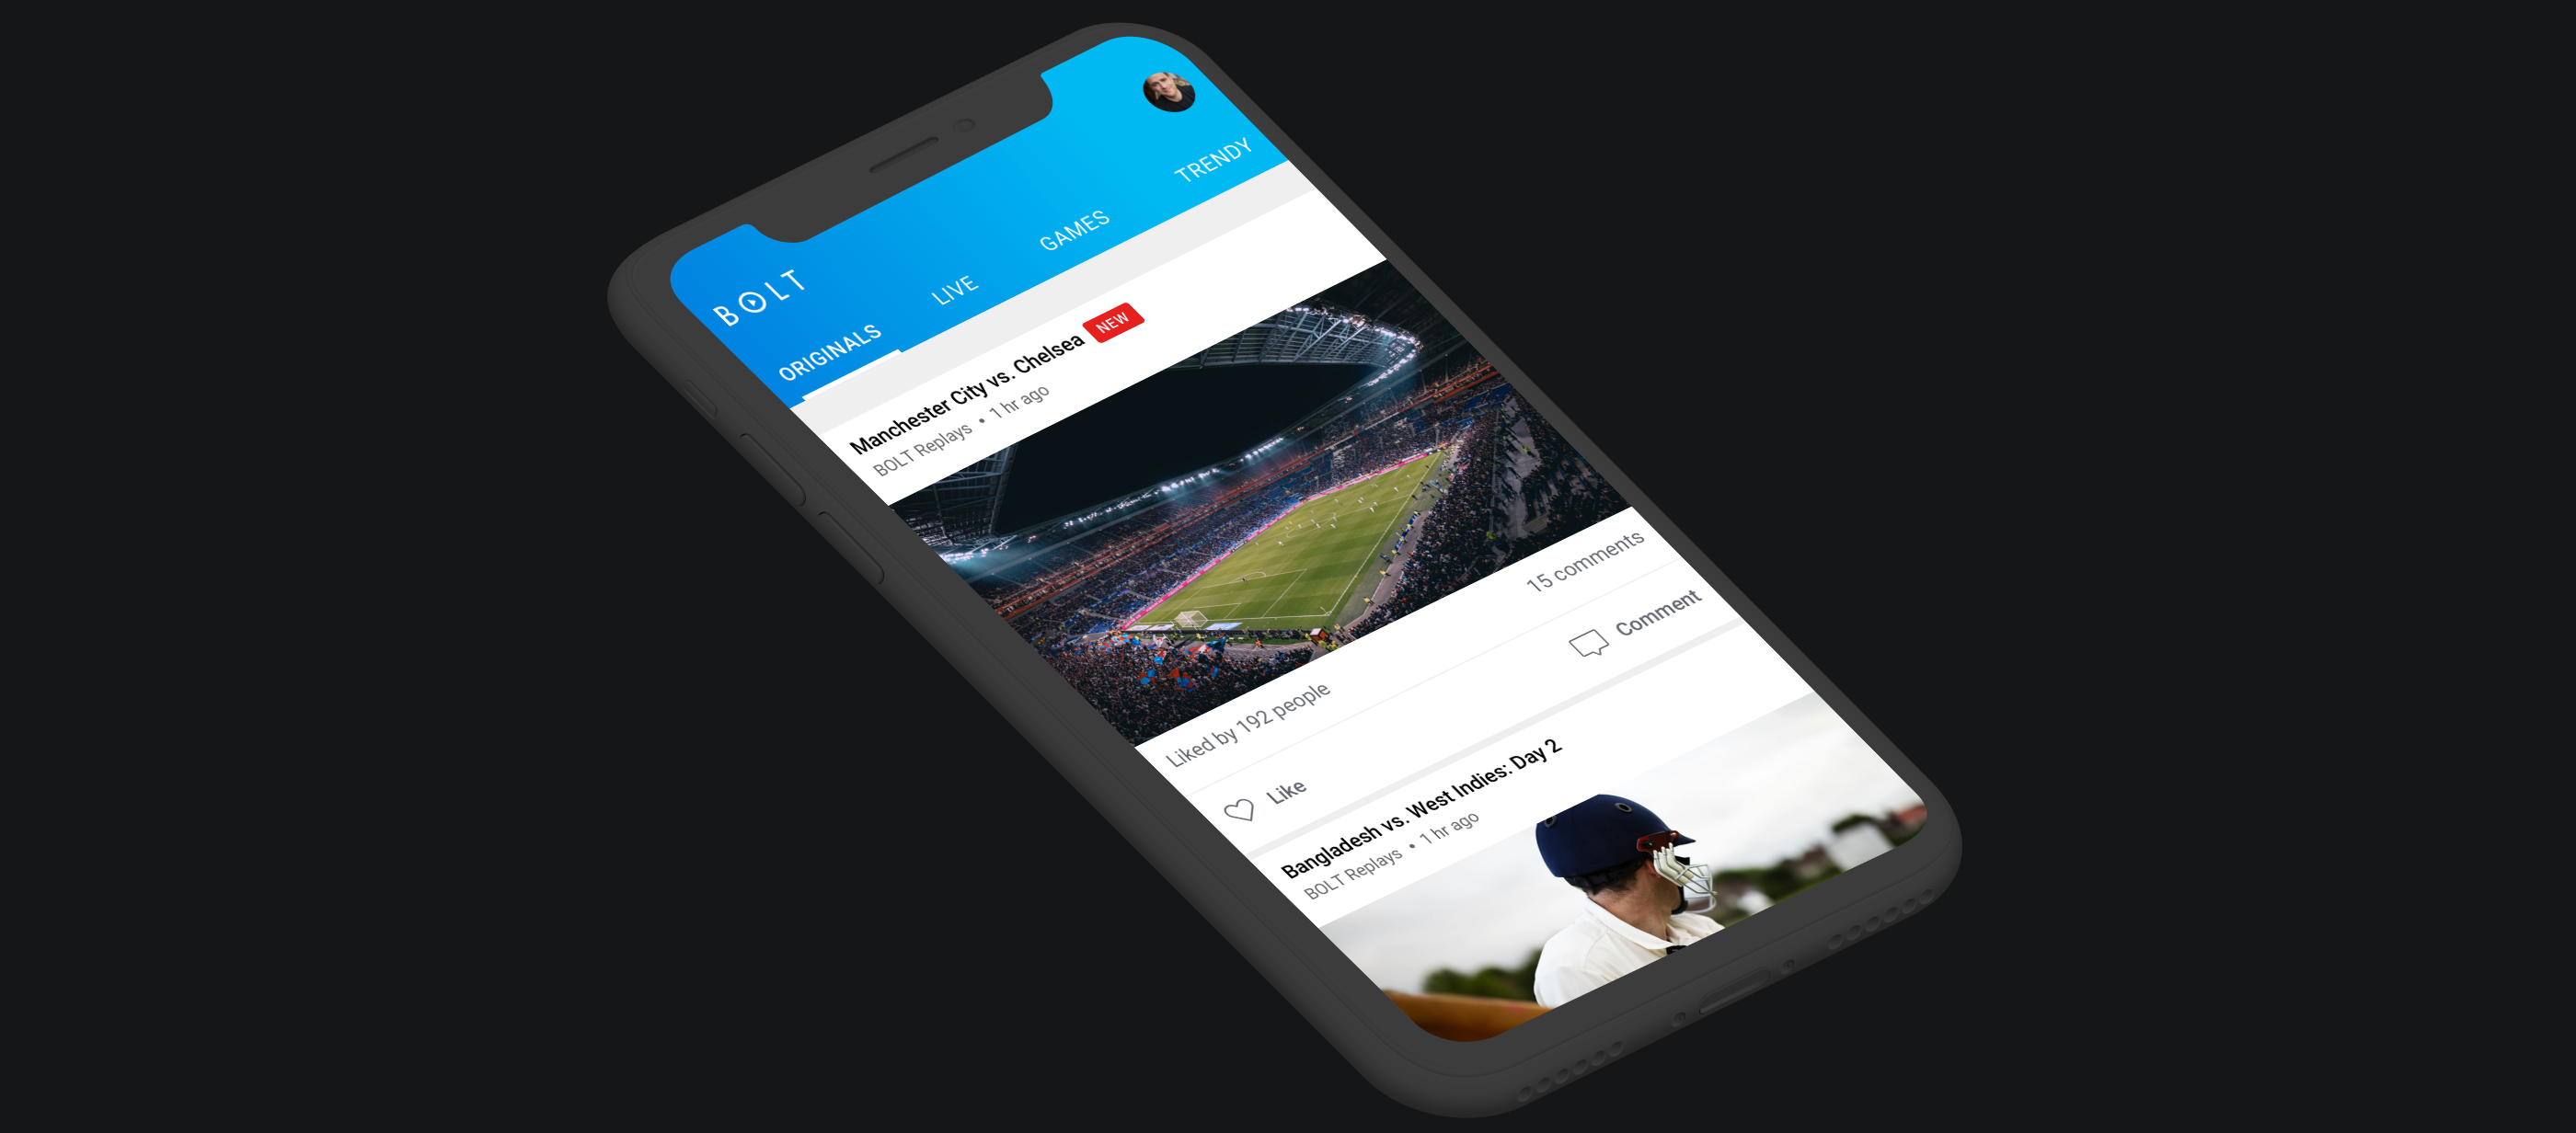 BOLT
ORIGINALS LIVE GAMES TRENDY
Manchester City vs. Chelsea NEW
BOLT Replays • 1 hr ago
Liked by 192 people 15 comments
Like Comment
Bangladesh vs. West Indies: Day 2
BOLT Replays • 1 hr ago